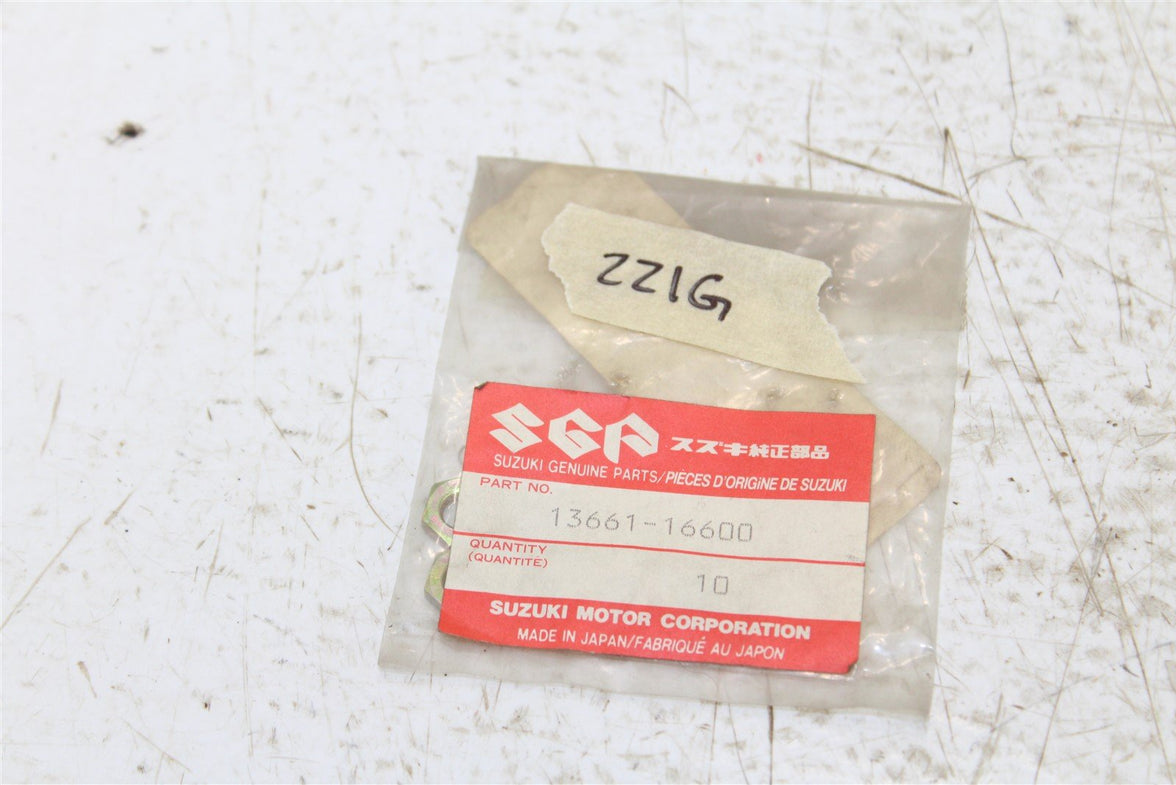 ZZ1G
SGP スズキ純正部品
SUZUKI GENUINE PARTS/PIÈCES D'ORIGINE DE SUZUKI
PART NO.
13661-16600
QUANTITY
(QUANTITÉ)
10
SUZUKI MOTOR CORPORATION
MADE IN JAPAN/FABRIQUÉ AU JAPON